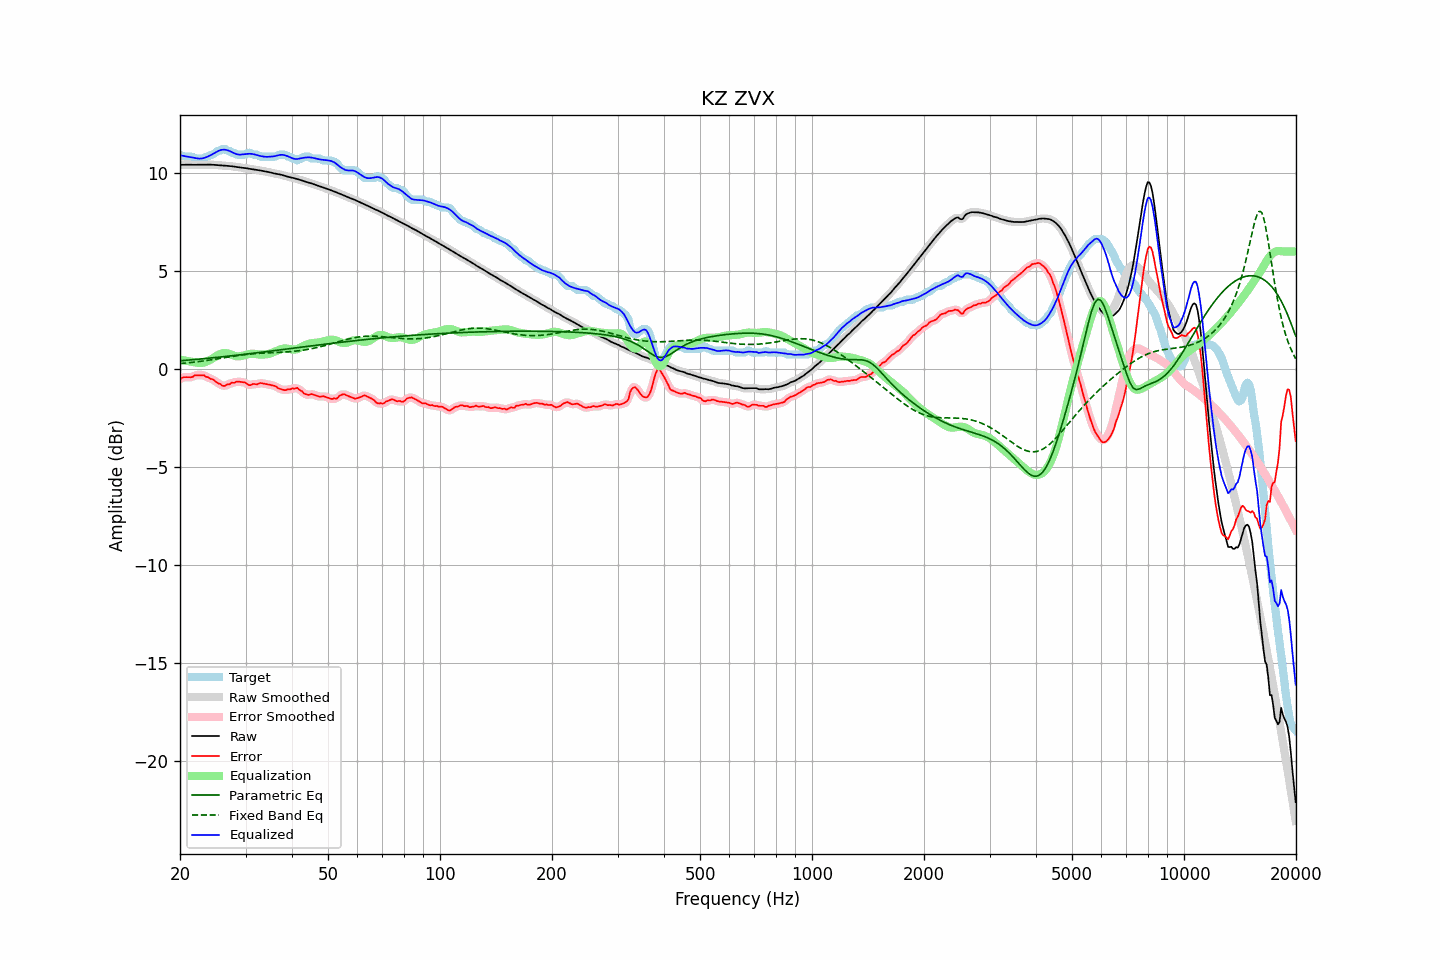 KZ ZVX
Amplitude (dBr)
10
5
0
−5
−10
−15
−20
Target
Raw Smoothed
Error Smoothed
Raw
Error
Equalization
Parametric Eq
Fixed Band Eq
Equalized
20 50 100 200 500 1000 2000 5000 10000 20000
Frequency (Hz)